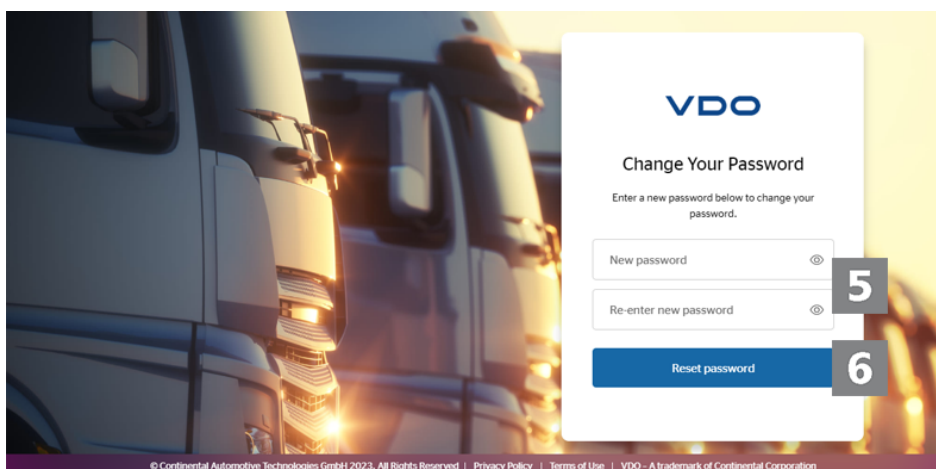 VDO
Change Your Password
Enter a new password below to change your
password.
New password
5
Re-enter new password
Reset password
6
© Continental Automotive Technologies GmbH 2023. All Rights Reserved | Privacy Policy | Terms of Use | VDO - A trademark of Continental Corporation